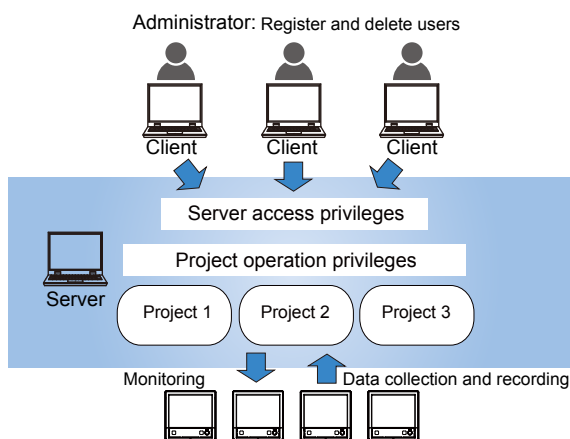 Administrator: Register and delete users
Client Client Client
Server access privileges
Project operation privileges
Server
Project 1 Project 2 Project 3
Monitoring Data collection and recording